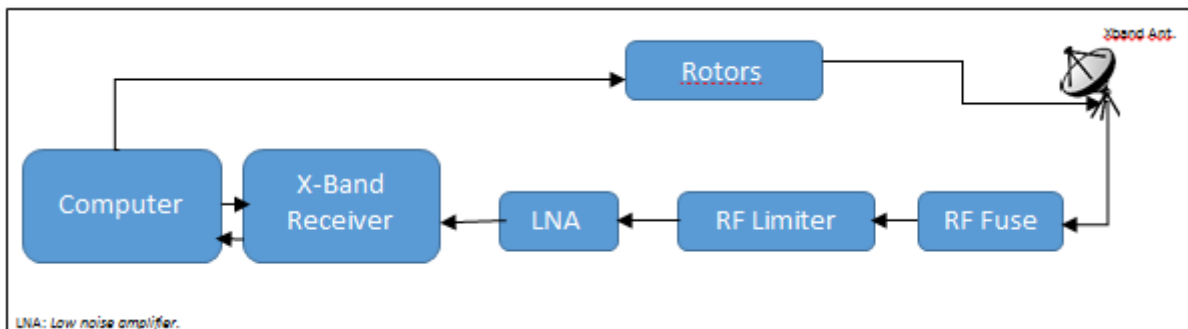 Xband Ant.
Rotors
Computer
X-Band
Receiver
LNA
RF Limiter
RF Fuse
LNA: Low noise amplifier.